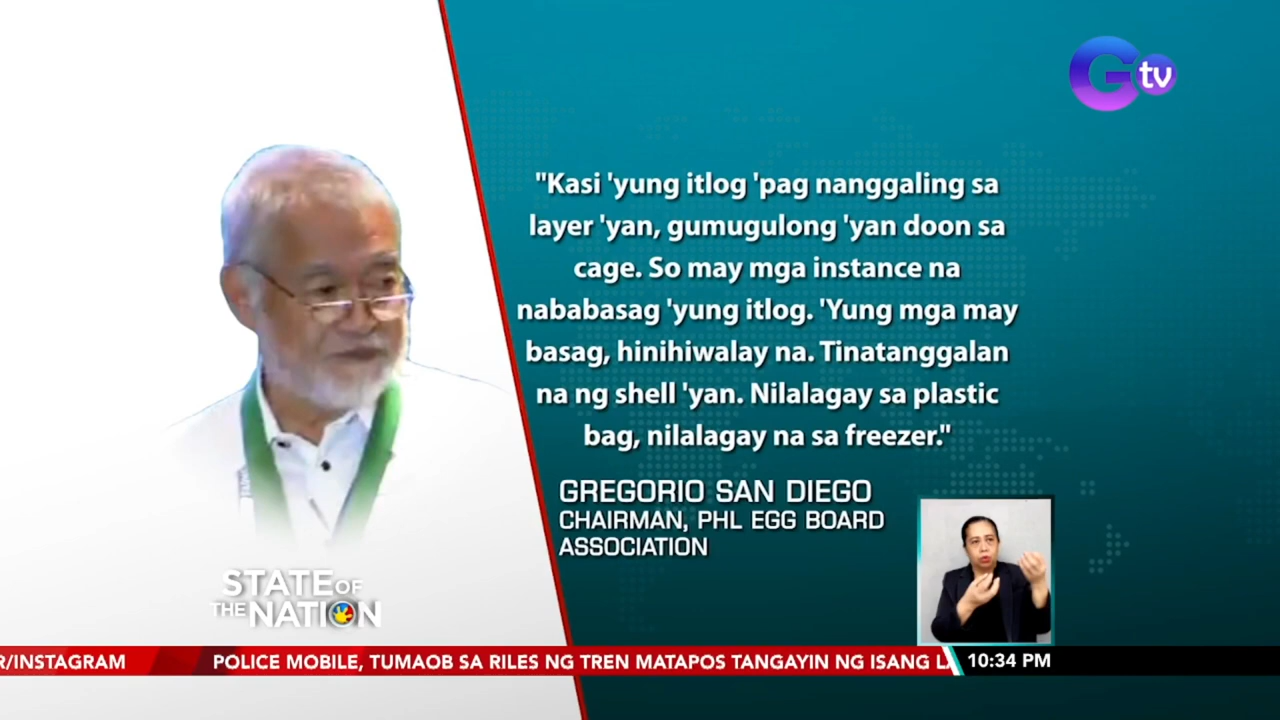 Gtv
"Kasi 'yung itlog 'pag nanggaling sa
layer 'yan, gumugulong 'yan doon sa
cage. So may mga instance na
nababasag 'yung itlog. 'Yung mga may
basag, hinihiwalay na. Tinatanggalan
na ng shell 'yan. Nilalagay sa plastic
bag, nilalagay na sa freezer."
GREGORIO SAN DIEGO
CHAIRMAN, PHL EGG BOARD
ASSOCIATION
STATE OF
THE NATION
R/INSTAGRAM POLICE MOBILE, TUMAOB SA RILES NG TREN MATAPOS TANGAYIN NG ISANG LA 10:34 PM